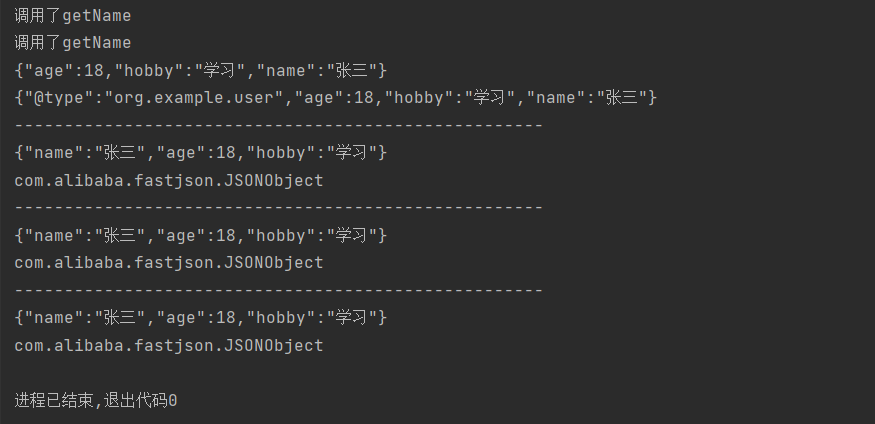 调用了getName
调用了getName
{"age":18,"hobby":"学习","name":"张三"}
{"@type":"org.example.user","age":18,"hobby":"学习","name":"张三"}
-----------------------------------------------------
{"name":"张三","age":18,"hobby":"学习"}
com.alibaba.fastjson.JSONObject
-----------------------------------------------------
{"name":"张三","age":18,"hobby":"学习"}
com.alibaba.fastjson.JSONObject
-----------------------------------------------------
{"name":"张三","age":18,"hobby":"学习"}
com.alibaba.fastjson.JSONObject
进程已结束,退出代码0